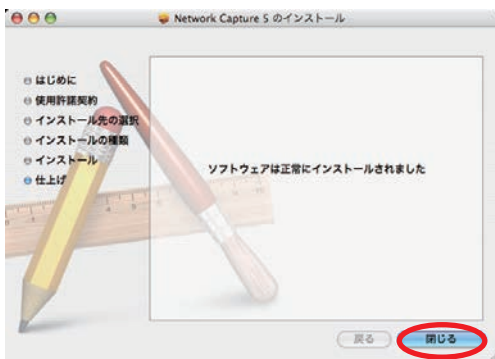 Network Capture 5 のインストール
はじめに
使用許諾契約
インストール先の選択
インストールの種類
インストール
仕上げ
ソフトウェアは正常にインストールされました
戻る
閉じる